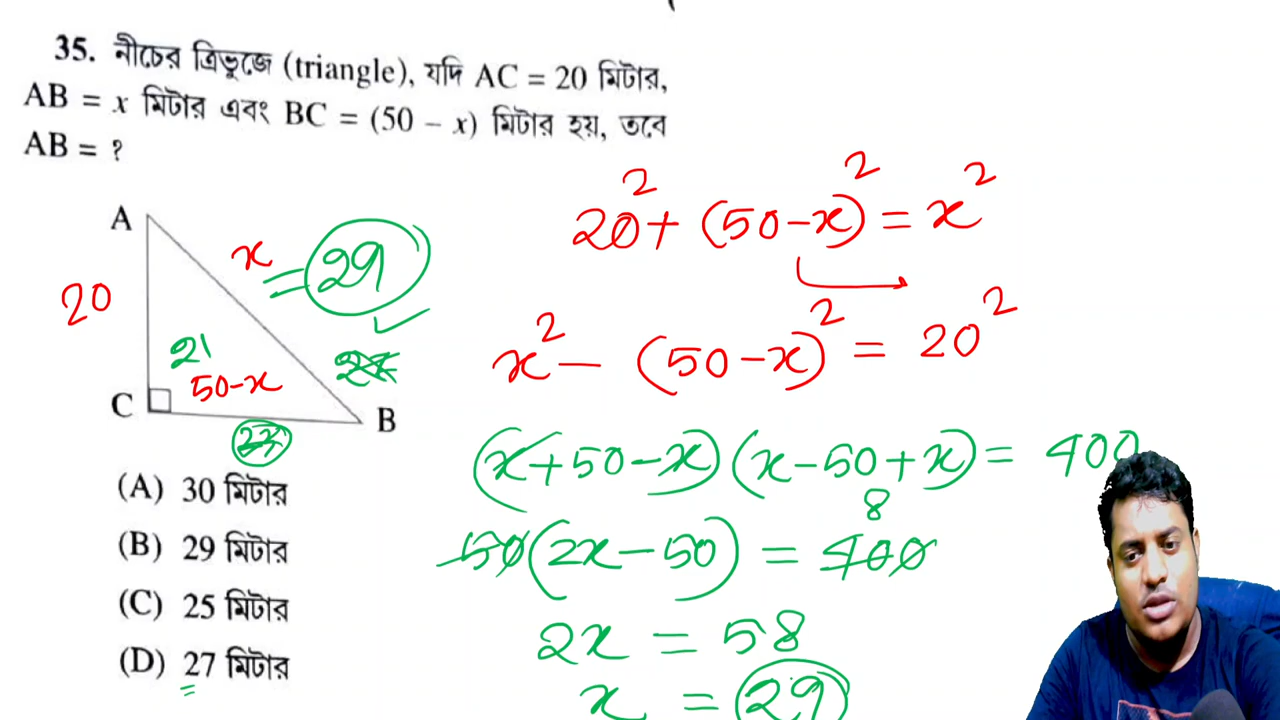 35. নীচের ত্রিভুজে (triangle), যদি AC = 20 মিটার,
AB = x মিটার এবং BC = (50 – x) মিটার হয়, তবে
AB = ?
A
x
= 29
20
21
50-x
C
B
(A) 30 মিটার
(B) 29 মিটার
(C) 25 মিটার
(D) 27 মিটার
20² + (50-x)² = x²
x² - (50-x)² = 20²
(x+50-x)(x-50+x) = 400
8
50(2x-50) = 400
2x = 58
x = 29